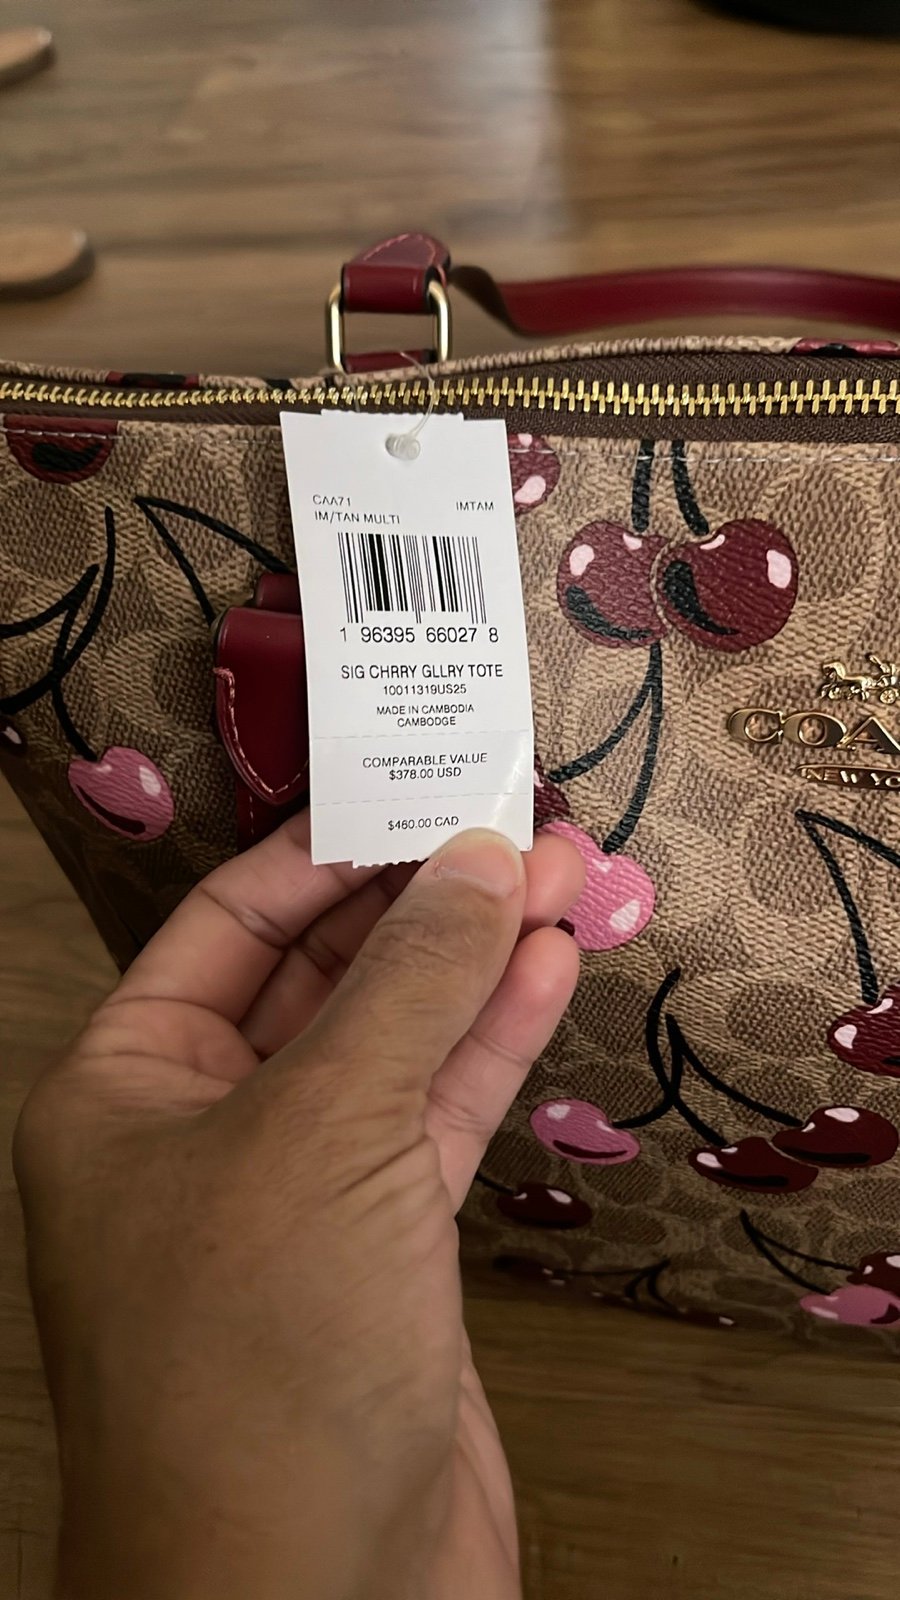 CAA71 IMTAM
IM/TAN MULTI
1 96395 66027 8
SIG CHRRY GLLRY TOTE
10011319US25
MADE IN CAMBODIA
CAMBODGE
COMPARABLE VALUE
$378.00 USD
$460.00 CAD
COA
NEW YO